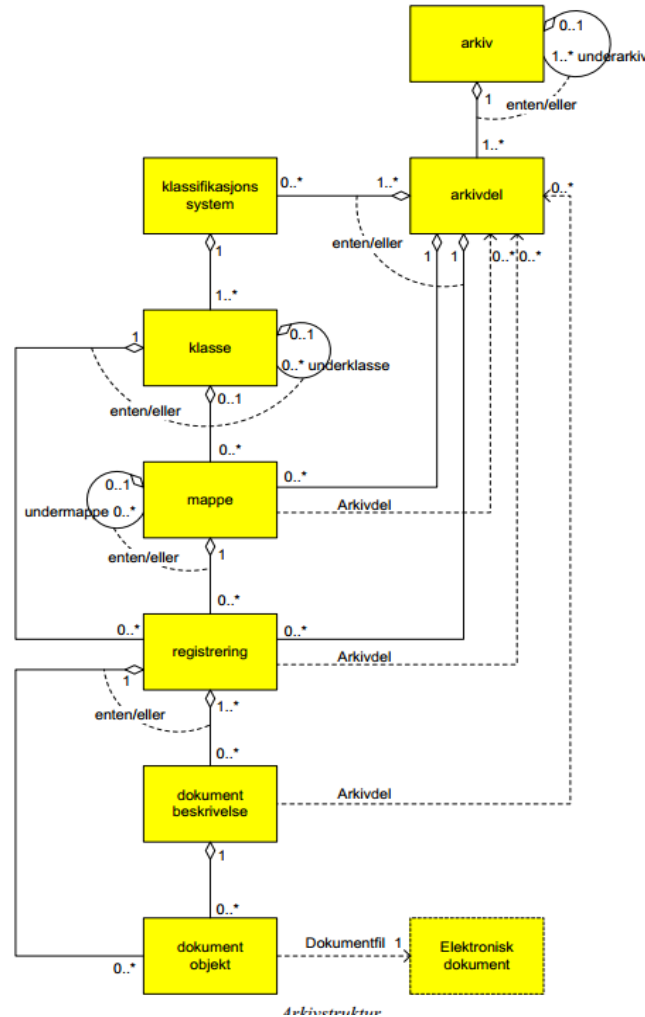 arkiv
0..1
1..* underarkiv
1
enten/eller
1..*
klassifikasjons
system
0..*
1..*
arkivdel
0..*
enten/eller
1
1
1
0..*
0..*
1..*
klasse
1
0..1
0..* underklasse
enten/eller
0..1
0..*
mappe
0..1
undermappe 0..*
0..*
Arkivdel
enten/eller
1
0..*
registrering
0..*
0..*
Arkivdel
1
enten/eller
1..*
0..*
dokument
beskrivelse
Arkivdel
1
0..*
dokument
objekt
0..*
Dokumentfil 1
Elektronisk
dokument
Arkivstruktur